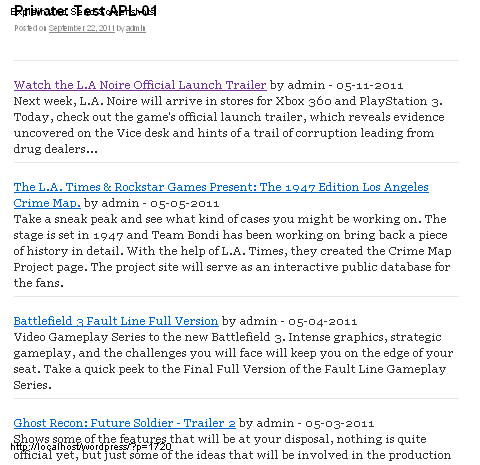 Private: Test API-01
Posted on September 22, 2011 by admin
Watch the L.A Noire Official Launch Trailer by admin - 05-11-2011
Next week, L.A. Noire will arrive in stores for Xbox 360 and PlayStation 3.
Today, check out the game's official launch trailer, which reveals evidence
uncovered on the Vice desk and hints of a trail of corruption leading from
drug dealers...
The L.A. Times & Rockstar Games Present: The 1947 Edition Los Angeles
Crime Map. by admin - 05-05-2011
Take a sneak peak and see what kind of cases you might be working on. The
stage is set in 1947 and Team Bondi has been working on bring back a piece
of history in detail. With the help of L.A. Times, they created the Crime Map
Project page. The project site will serve as an interactive public database for
the fans.
Battlefield 3 Fault Line Full Version by admin - 05-04-2011
Video Gameplay Series to the new Battlefield 3. Intense graphics, strategic
gameplay, and the challenges you will face will keep you on the edge of your
seat. Take a quick peek to the Final Full Version of the Fault Line Gameplay
Series.
Ghost Recon: Future Soldier - Trailer 2 by admin - 05-03-2011
Shows some of the features that will be at your disposal, nothing is quite
http://localhost/wordpress/?p=1720
official yet, but just some of the ideas that will be involved in the production